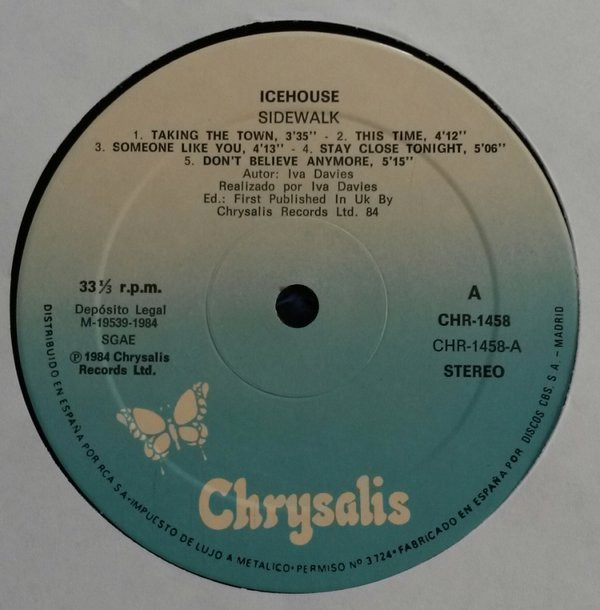 ICEHOUSE
SIDEWALK
1. TAKING THE TOWN, 3'35'' - 2. THIS TIME, 4'12''
3. SOMEONE LIKE YOU, 4'13'' - 4. STAY CLOSE TONIGHT, 5'06''
5. DON'T BELIEVE ANYMORE, 5'15''
Autor: Iva Davies
Realizado por Iva Davies
Ed.: First Published In Uk By
Chrysalis Records Ltd. 84
33⅓ r.p.m.
Depósito Legal
M-19539-1984
SGAE
℗ 1984 Chrysalis
Records Ltd.
A
CHR-1458
CHR-1458-A
STEREO
Chrysalis
DISTRIBUIDO EN ESPAÑA POR RCA S.A. • IMPUESTO DE LUJO A METALICO • PERMISO Nº 3724 • FABRICADO EN ESPAÑA POR DISCOS CBS, S.A. – MADRID